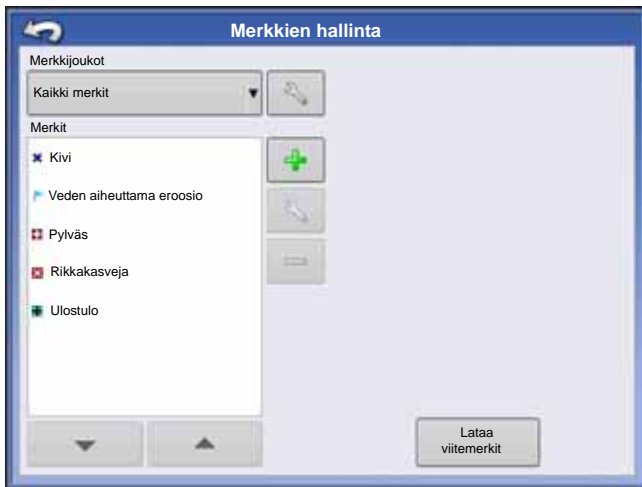 Merkkien hallinta
Merkkijoukot
Kaikki merkit
Merkit
Kivi
Veden aiheuttama eroosio
Pylväs
Rikkakasveja
Ulostulo
Lataa
viitemerkit